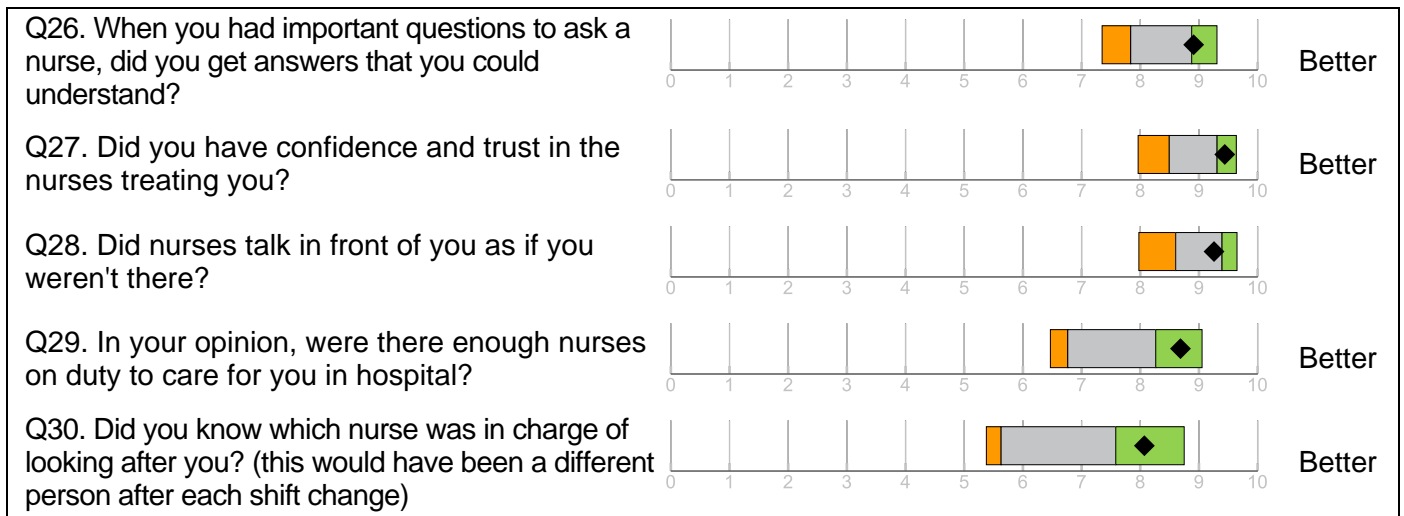 Q26. When you had important questions to ask a
nurse, did you get answers that you could
understand?
0 1 2 3 4 5 6 7 8 9 10
Better
Q27. Did you have confidence and trust in the
nurses treating you?
0 1 2 3 4 5 6 7 8 9 10
Better
Q28. Did nurses talk in front of you as if you
weren't there?
0 1 2 3 4 5 6 7 8 9 10
Q29. In your opinion, were there enough nurses
on duty to care for you in hospital?
0 1 2 3 4 5 6 7 8 9 10
Better
Q30. Did you know which nurse was in charge of
looking after you? (this would have been a different
person after each shift change)
0 1 2 3 4 5 6 7 8 9 10
Better